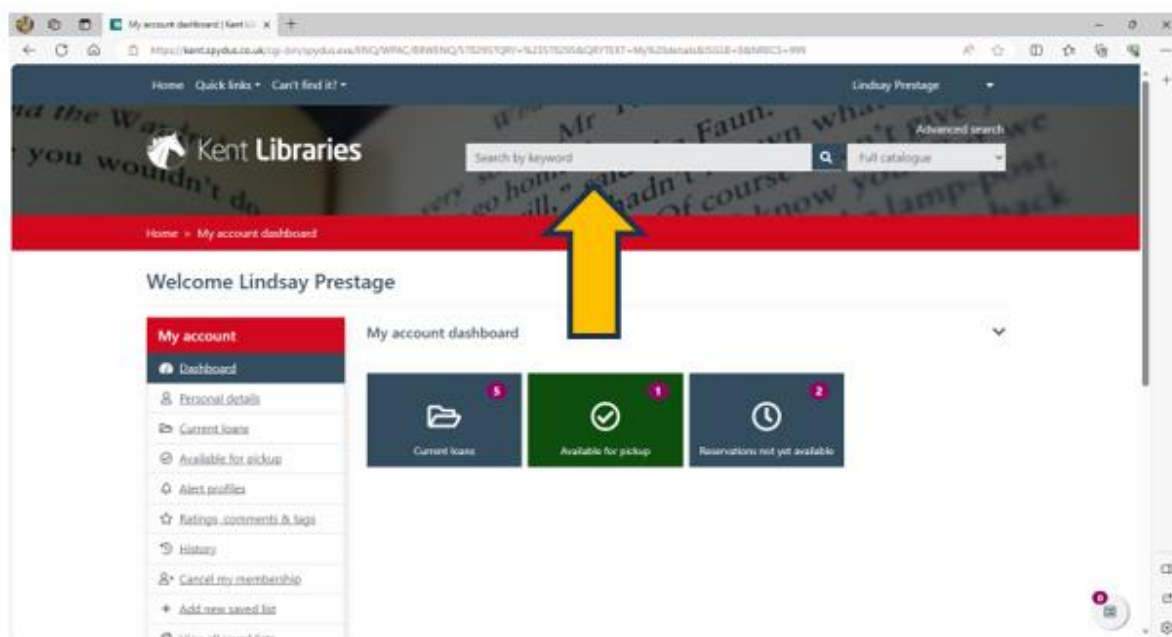 My account dashboard | Kent
Home Quick links Can't find it?
Lindsay Prestage
Advanced search
Kent Libraries
Search by keyword
Full catalogue
Home > My account dashboard
Welcome Lindsay Prestage
My account
My account dashboard
Dashboard
Personal details
Current loans
Available for pickup
Alert profiles
Ratings, comments & tags
History
Cancel my membership
Add new saved list
5
Current loans
1
Available for pickup
2
Reservations not yet available
0